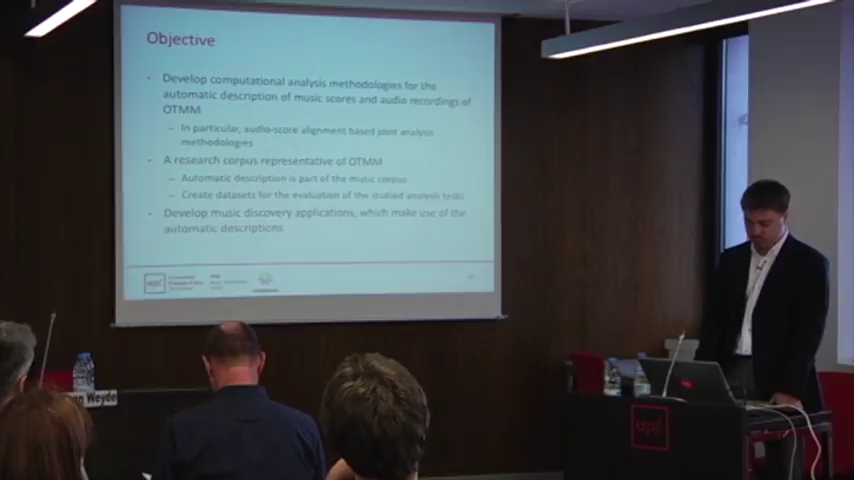 Objective
Develop computational analysis methodologies for the
automatic description of music scores and audio recordings of
OTMM
– In particular, audio-score alignment based joint analysis
methodologies
A research corpus representative of OTMM
– Automatic description is part of the music corpus
– Create datasets for the evaluation of the studied analysis tasks
Develop music discovery applications, which make use of the
automatic descriptions
upf.
Weyde
upf.